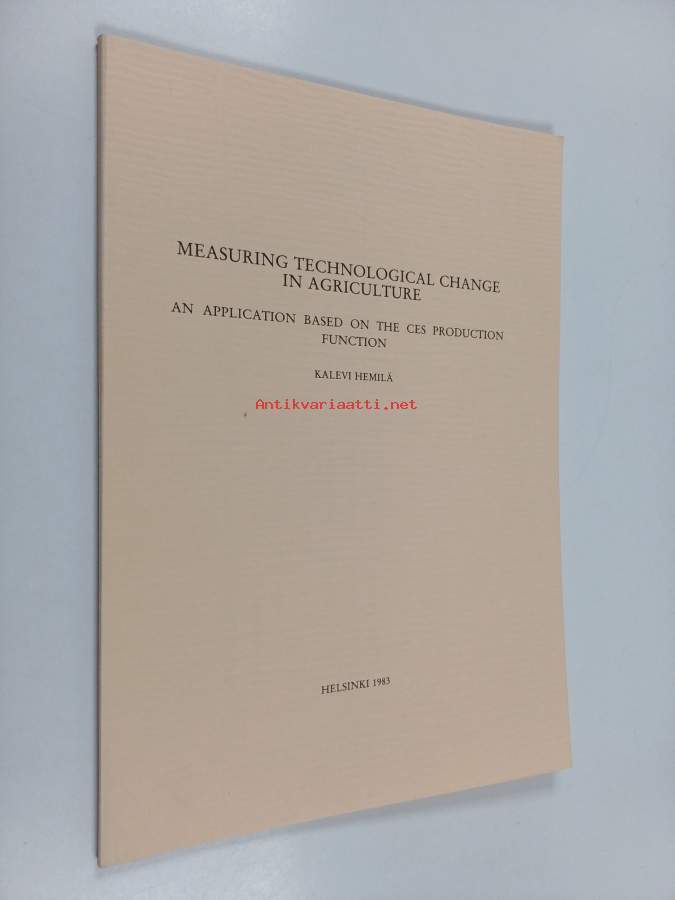 MEASURING TECHNOLOGICAL CHANGE
IN AGRICULTURE
AN APPLICATION BASED ON THE CES PRODUCTION
FUNCTION
KALEVI HEMILÄ
Antikvariaatti.net
HELSINKI 1983